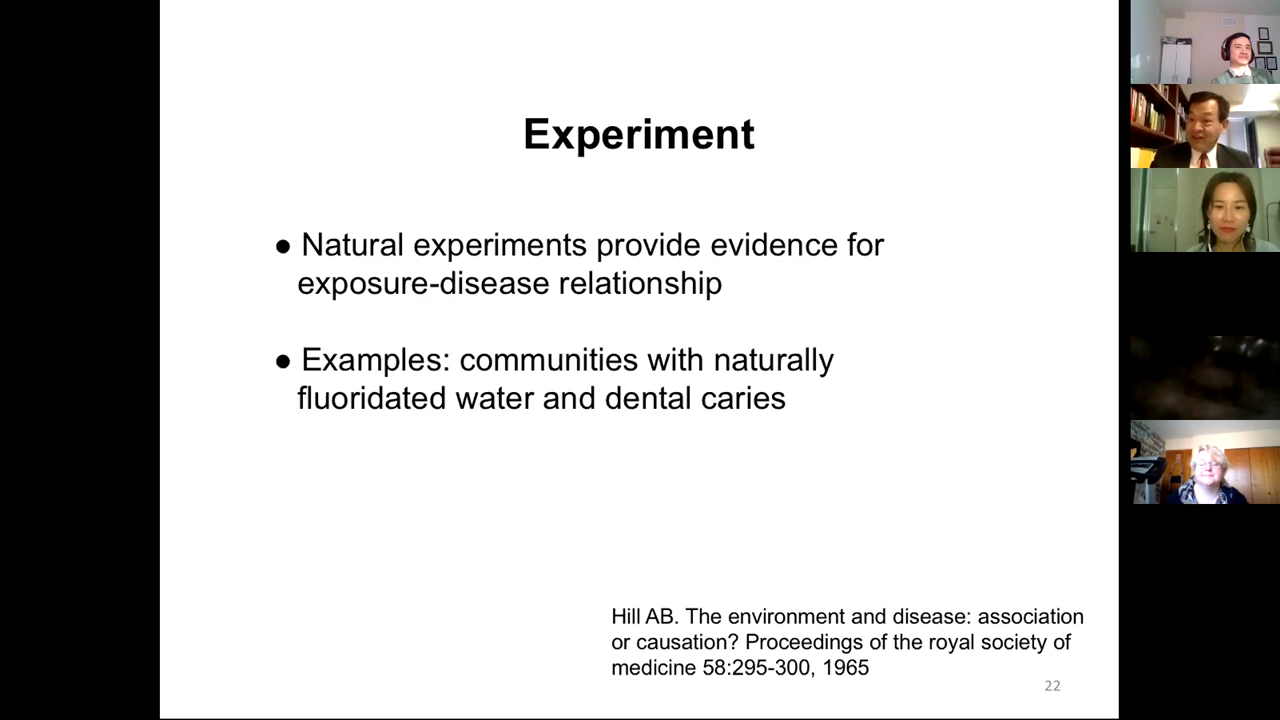 Experiment
● Natural experiments provide evidence for
exposure-disease relationship
● Examples: communities with naturally
fluoridated water and dental caries
Hill AB. The environment and disease: association
or causation? Proceedings of the royal society of
medicine 58:295-300, 1965
22